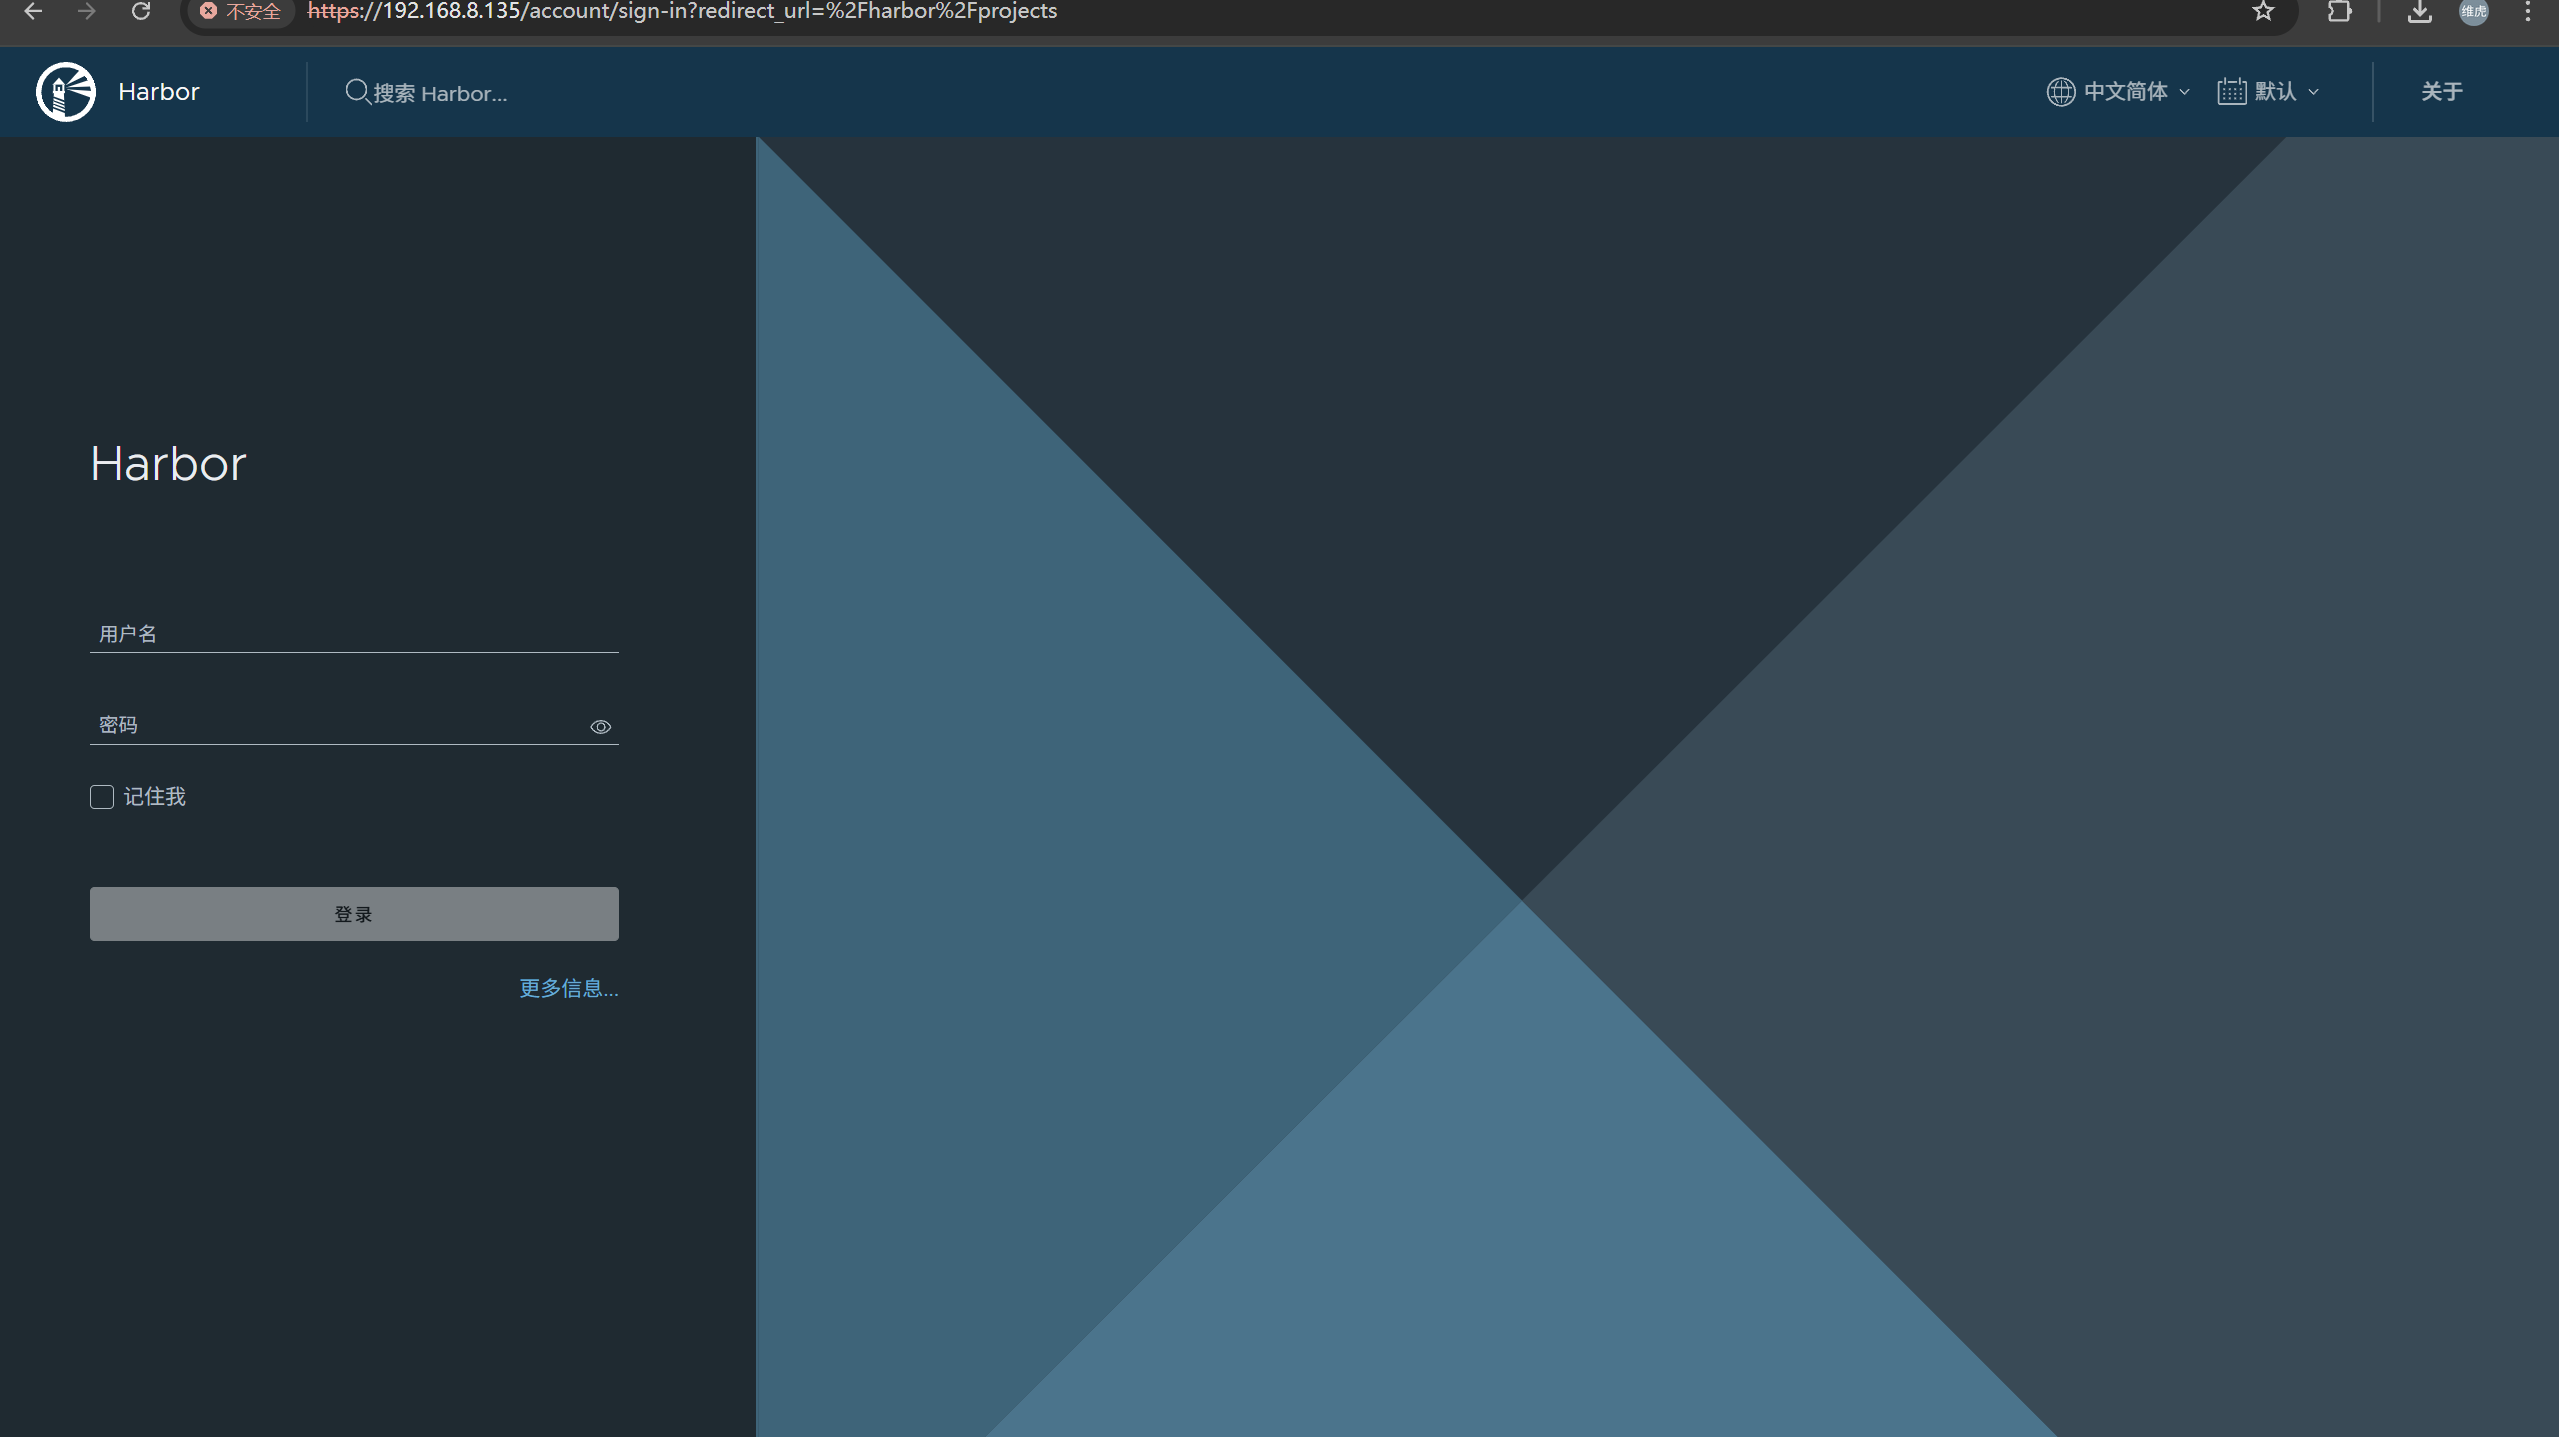 不安全 https://192.168.8.135/account/sign-in?redirect_url=%2Fharbor%2Fprojects 维虎
Harbor 搜索 Harbor... 中文简体 默认 关于
Harbor
用户名
密码
记住我
登录
更多信息...